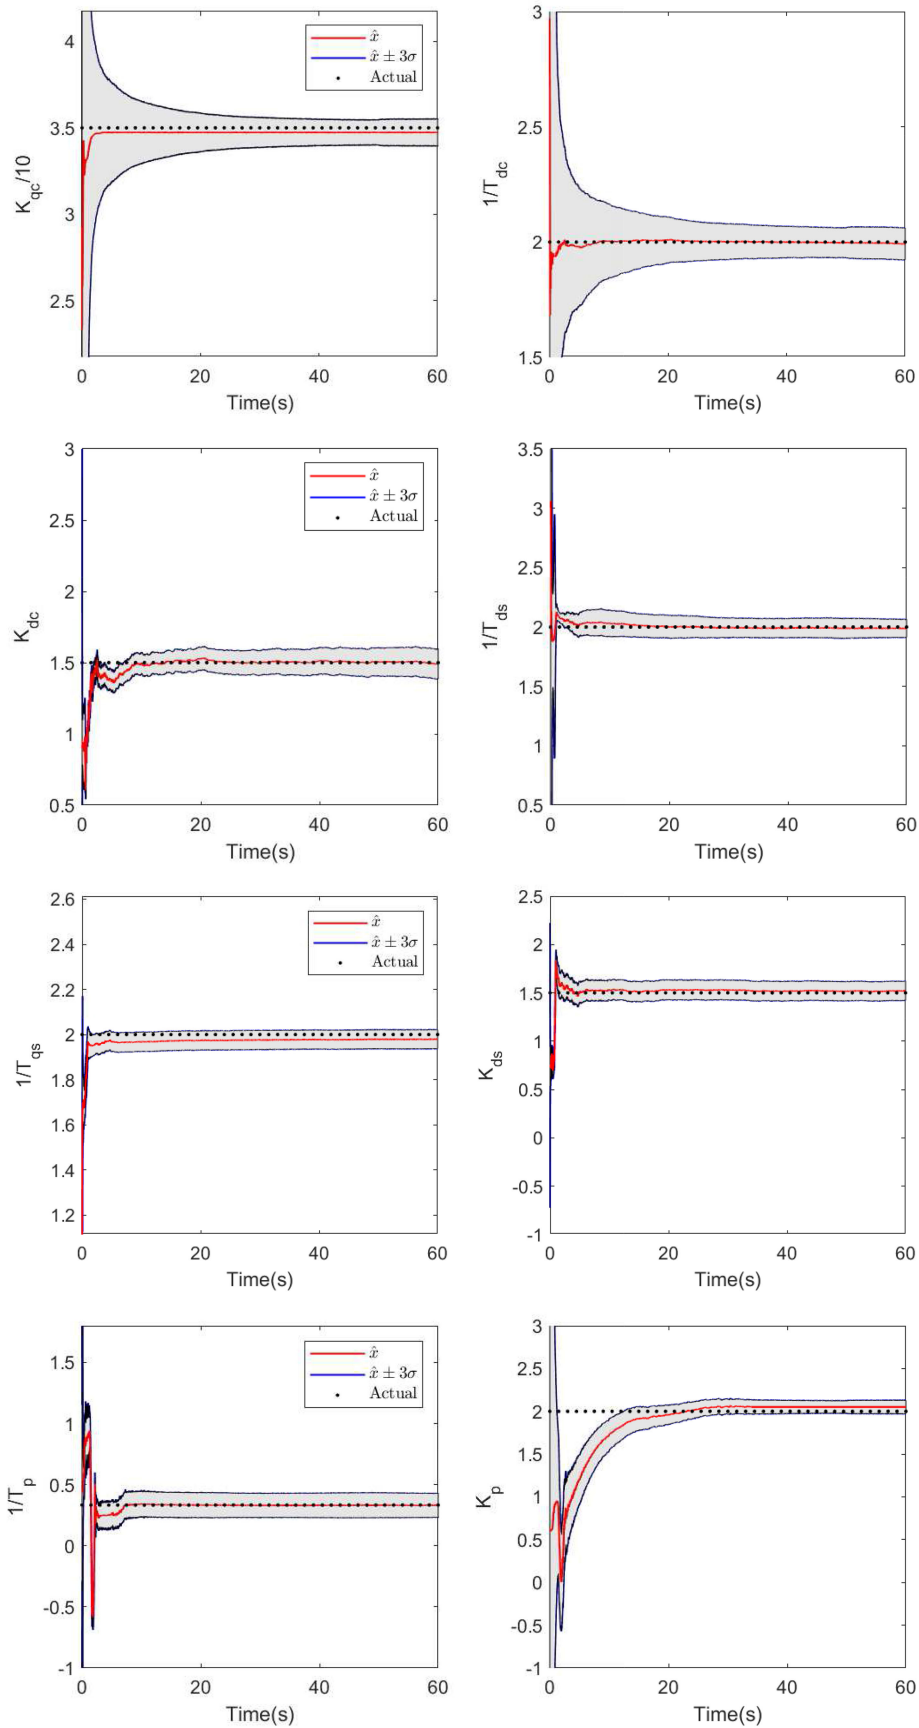 4
3.5
3
2.5
K_qc/10
x̂
x̂ ± 3σ
Actual
0 20 40 60
Time(s)
3
2.5
2
1.5
1/T_dc
0 20 40 60
Time(s)
3
2.5
2
1.5
1
0.5
K_dc
x̂
x̂ ± 3σ
Actual
0 20 40 60
Time(s)
3.5
3
2.5
2
1.5
1
0.5
1/T_ds
0 20 40 60
Time(s)
2.6
2.4
2.2
2
1.8
1.6
1.4
1.2
1/T_qs
x̂
x̂ ± 3σ
Actual
0 20 40 60
Time(s)
2.5
2
1.5
1
0.5
0
-0.5
-1
K_ds
0 20 40 60
Time(s)
1.5
1
0.5
0
-0.5
-1
1/T_p
x̂
x̂ ± 3σ
Actual
0 20 40 60
Time(s)
3
2.5
2
1.5
1
0.5
0
-0.5
-1
K_p
0 20 40 60
Time(s)